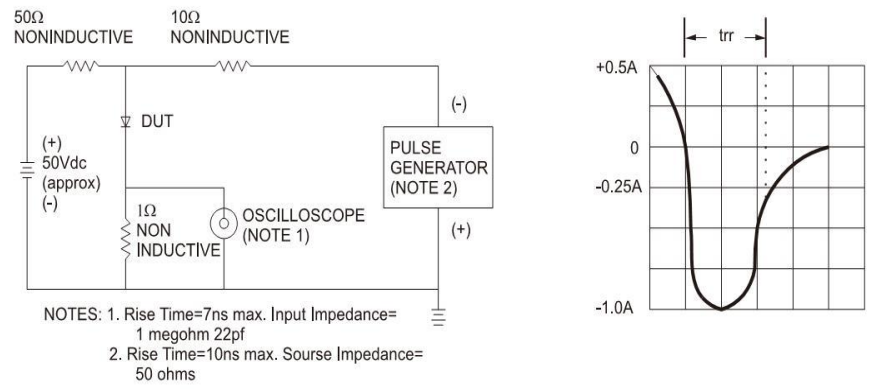 50Ω
NONINDUCTIVE
10Ω
NONINDUCTIVE
DUT
(+)
50Vdc
(approx)
(-)
1Ω
NON
INDUCTIVE
OSCILLOSCOPE
(NOTE 1)
(-)
PULSE
GENERATOR
(NOTE 2)
(+)
NOTES: 1. Rise Time=7ns max. Input Impedance=
1 megohm 22pf
2. Rise Time=10ns max. Sourse Impedance=
50 ohms
trr
+0.5A
0
-0.25A
-1.0A